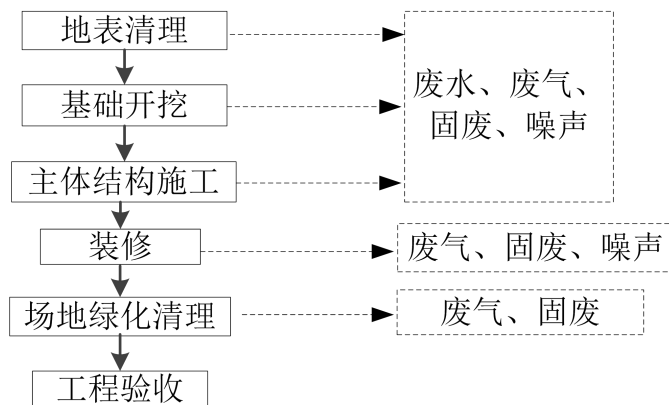 地表清理
基础开挖
主体结构施工
装修
场地绿化清理
工程验收
废水、废气、
固废、噪声
废气、固废、噪声
废气、固废